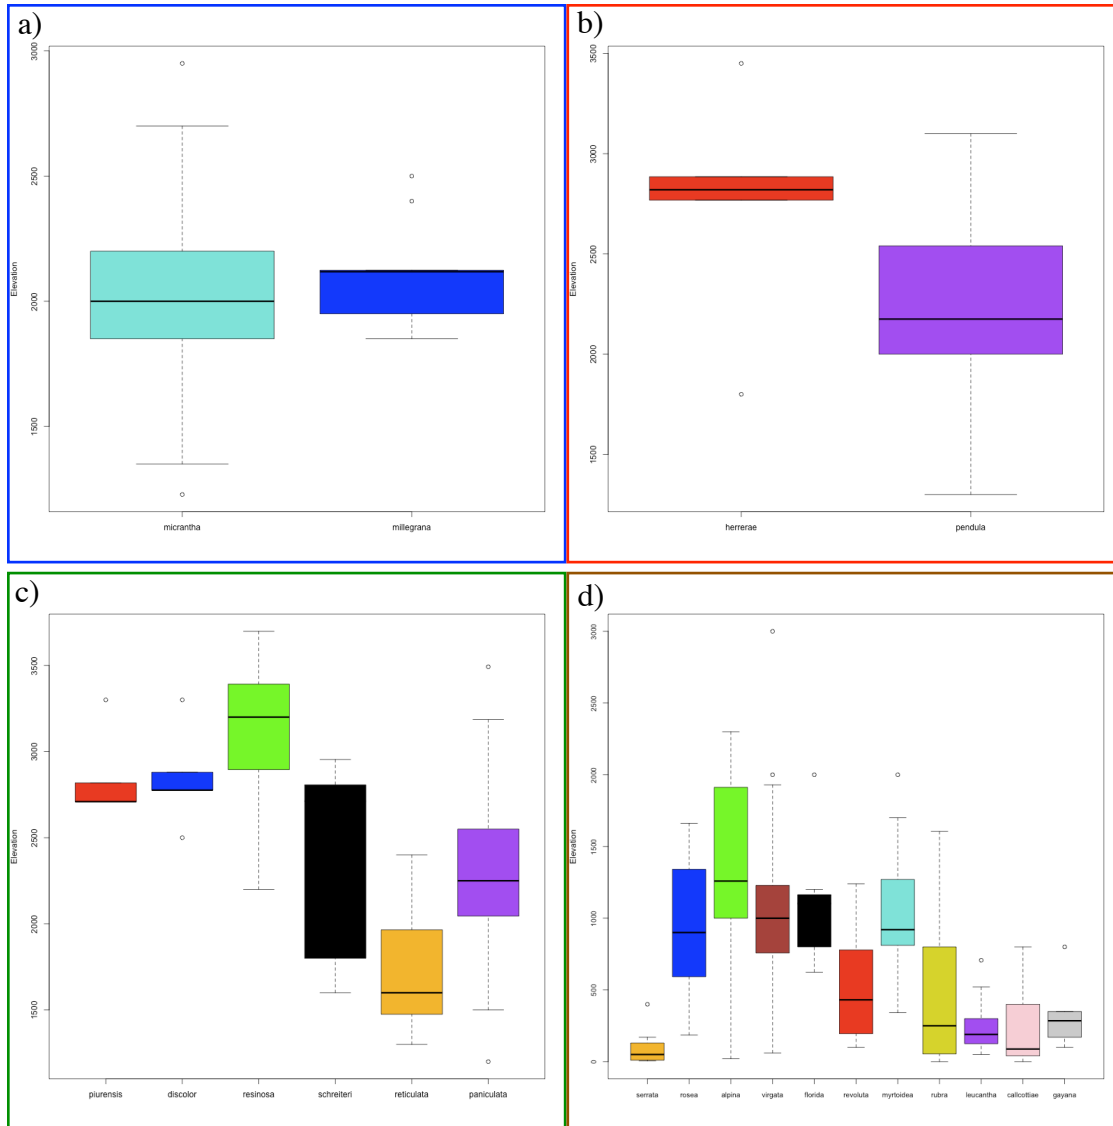 a)
3000
2500
2000
1500
Elevation
micrantha millegrana
b)
3500
3000
2500
2000
1500
Elevation
herrerae pendula
c)
3500
3000
2500
2000
1500
Elevation
piurensis discolor resinosa schreiteri reticulata paniculata
d)
3000
2500
2000
1500
1000
500
0
Elevation
serrata rosea alpina virgata florida revoluta myrtoidea rubra leucantha callcottiae gayana